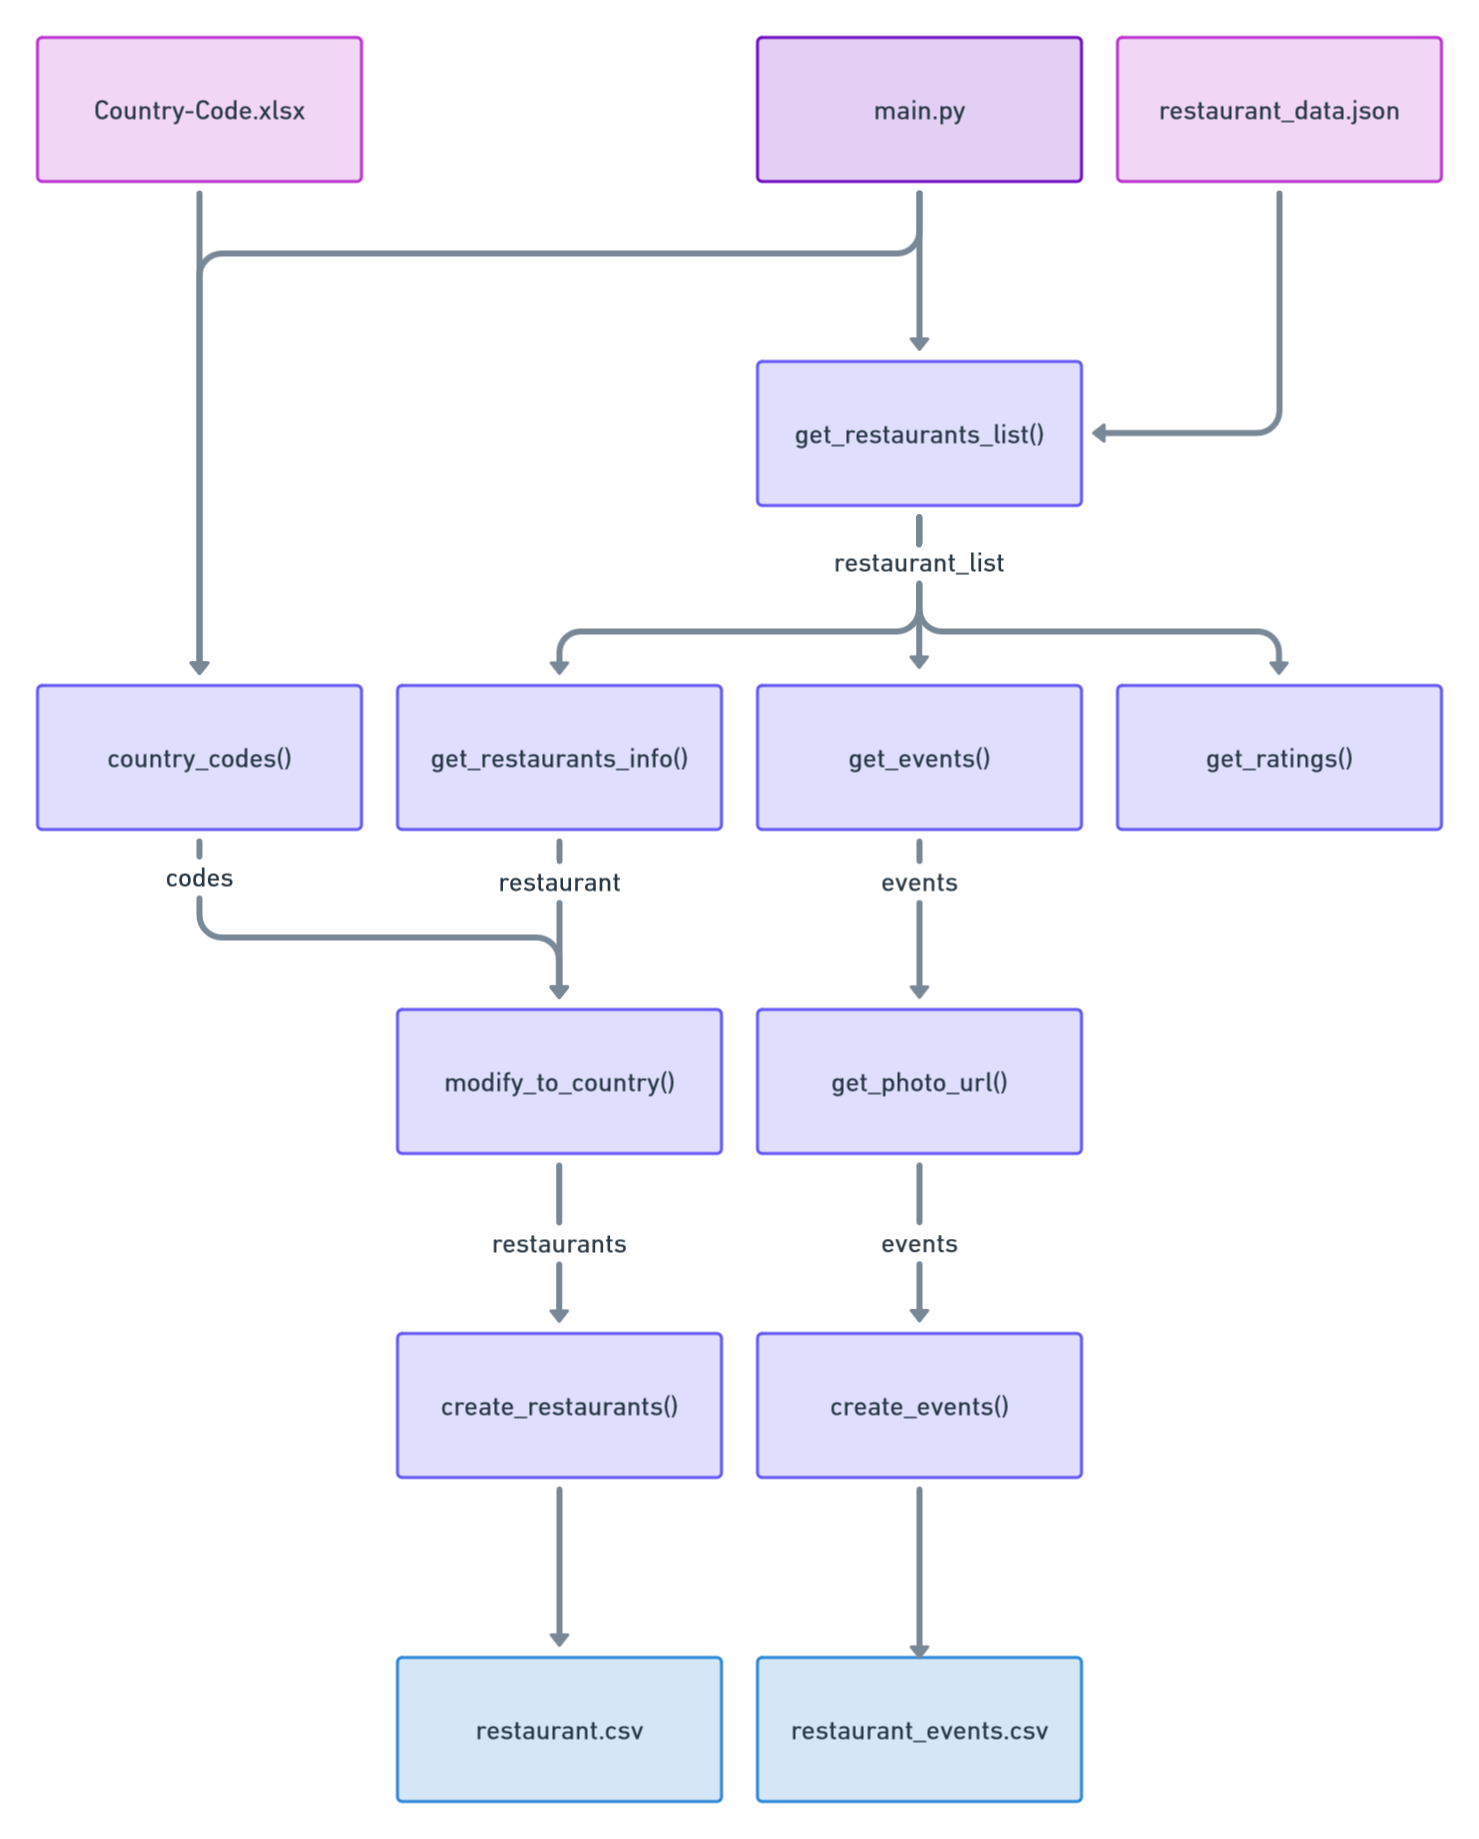 Country-Code.xlsx
main.py
restaurant_data.json
get_restaurants_list()
restaurant_list
country_codes()
get_restaurants_info()
get_events()
get_ratings()
codes
restaurant
events
modify_to_country()
get_photo_url()
restaurants
events
create_restaurants()
create_events()
restaurant.csv
restaurant_events.csv